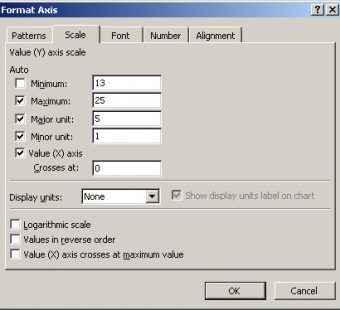 Format Axis
Patterns Scale Font Number Alignment
Value (Y) axis scale
Auto
Minimum: 13
Maximum: 25
Major unit: 5
Minor unit: 1
Value (X) axis
Crosses at: 0
Display units: None Show display units label on chart
Logarithmic scale
Values in reverse order
Value (X) axis crosses at maximum value
OK Cancel